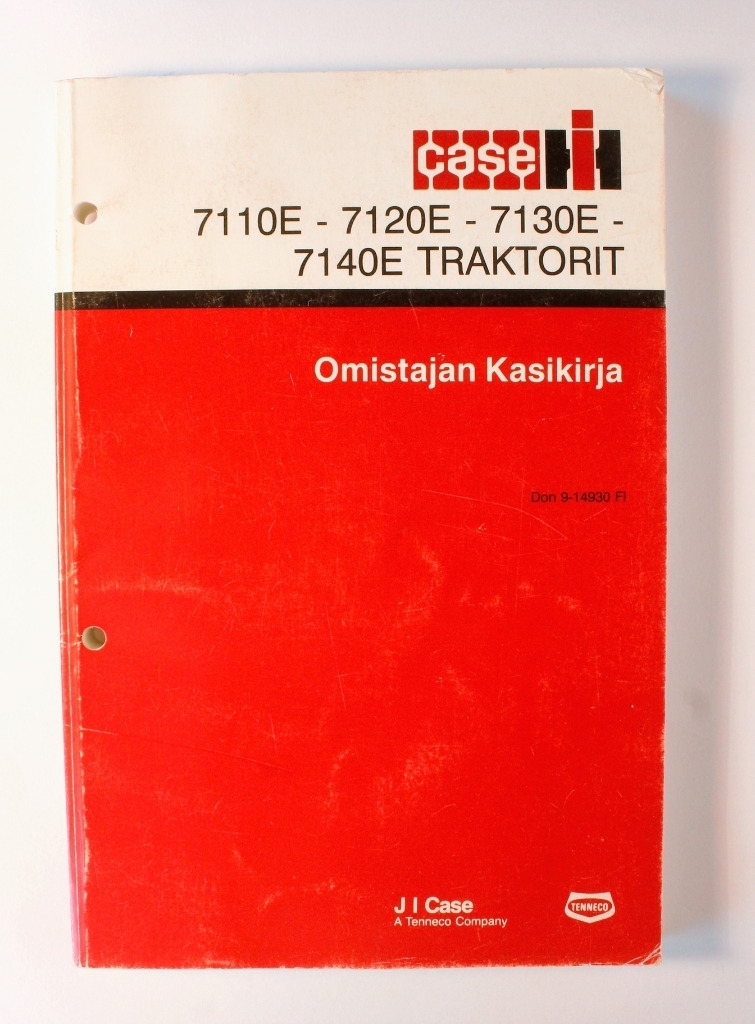 case IH
7110E - 7120E - 7130E -
7140E TRAKTORIT
Omistajan Kasikirja
Don 9-14930 FI
J I Case
A Tenneco Company
TENNECO